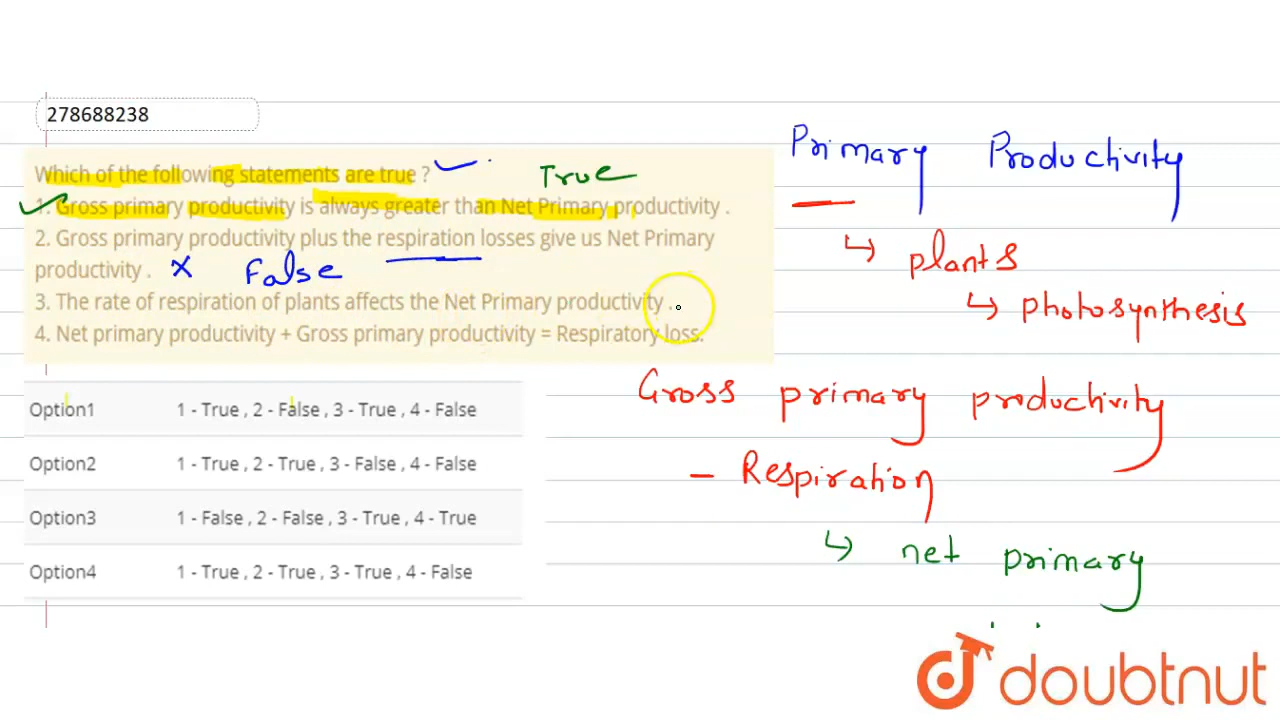 278688238
Which of the following statements are true ?
True
1. Gross primary productivity is always greater than Net Primary productivity .
2. Gross primary productivity plus the respiration losses give us Net Primary
productivity . x False
3. The rate of respiration of plants affects the Net Primary productivity .
4. Net primary productivity + Gross primary productivity = Respiratory loss.
Option1 1 - True , 2 - False , 3 - True , 4 - False
Option2 1 - True , 2 - True , 3 - False , 4 - False
Option3 1 - False , 2 - False , 3 - True , 4 - True
Option4 1 - True , 2 - True , 3 - True , 4 - False
Primary Productivity
↳ plants
↳ photosynthesis
Gross primary productivity
- Respiration
↳ net primary
doubtnut